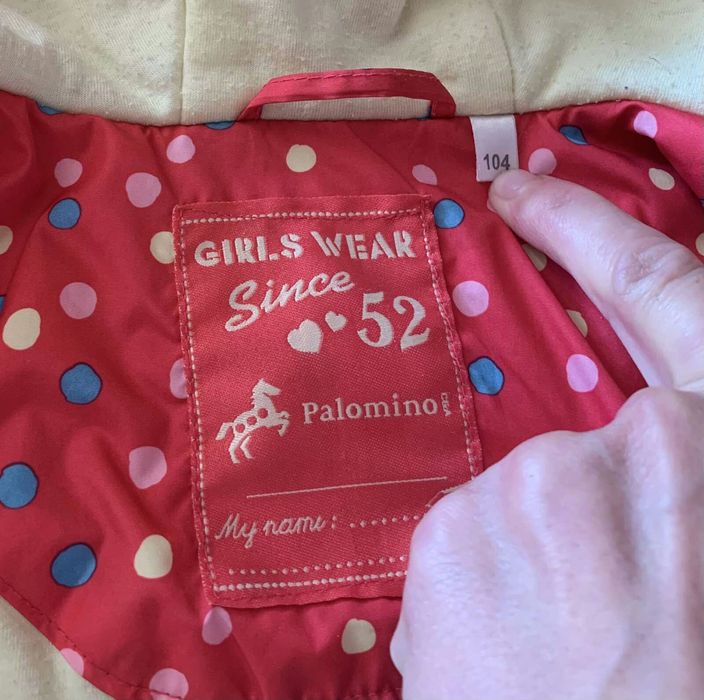 104
GIRLS WEAR
Since
52
Palomino C&A
My name : ........